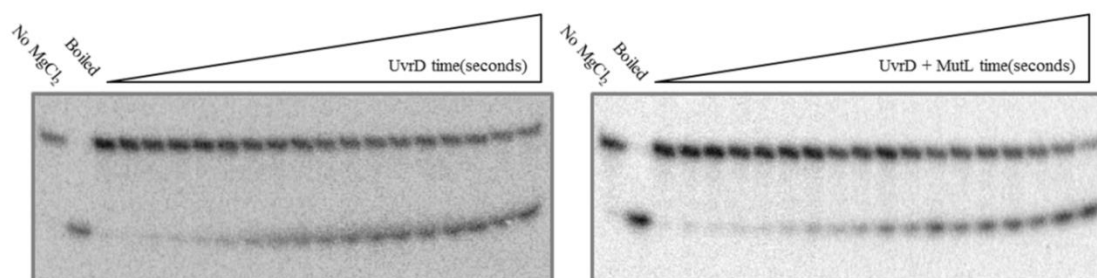 No MgCl₂
Boiled
UvrD time(seconds)
No MgCl₂
Boiled
UvrD + MutL time(seconds)